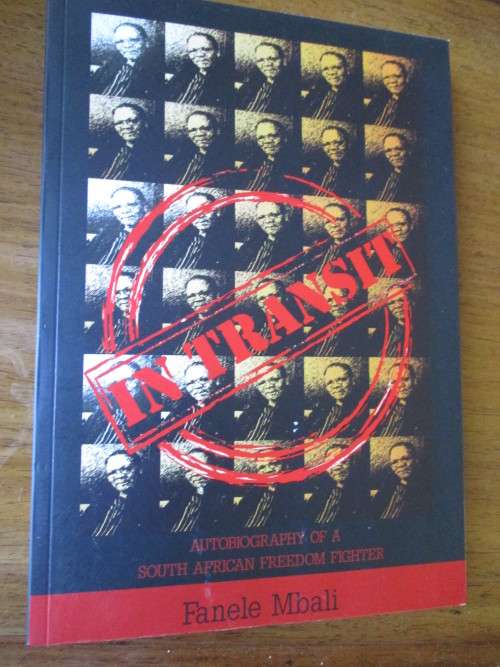 IN TRANSIT
AUTOBIOGRAPHY OF A
SOUTH AFRICAN FREEDOM FIGHTER
Fanele Mbali